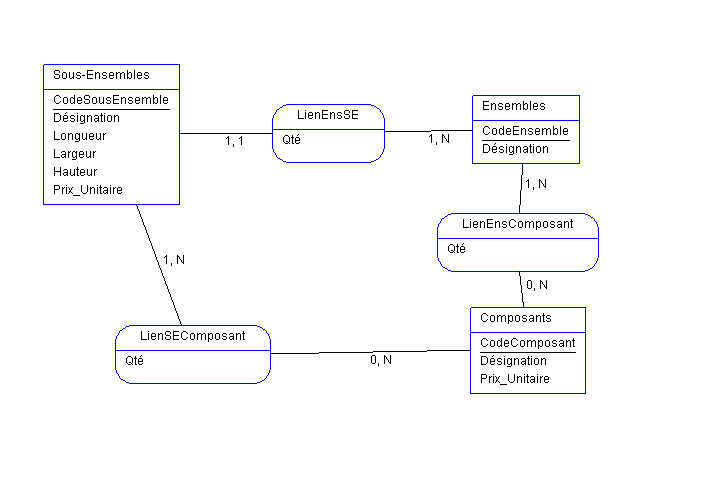 Sous-Ensembles
CodeSousEnsemble
Désignation
Longueur
Largeur
Hauteur
Prix_Unitaire
1, 1
LienEnsSE
Qté
1, N
Ensembles
CodeEnsemble
Désignation
1, N
LienEnsComposant
Qté
0, N
1, N
LienSEComposant
Qté
0, N
Composants
CodeComposant
Désignation
Prix_Unitaire